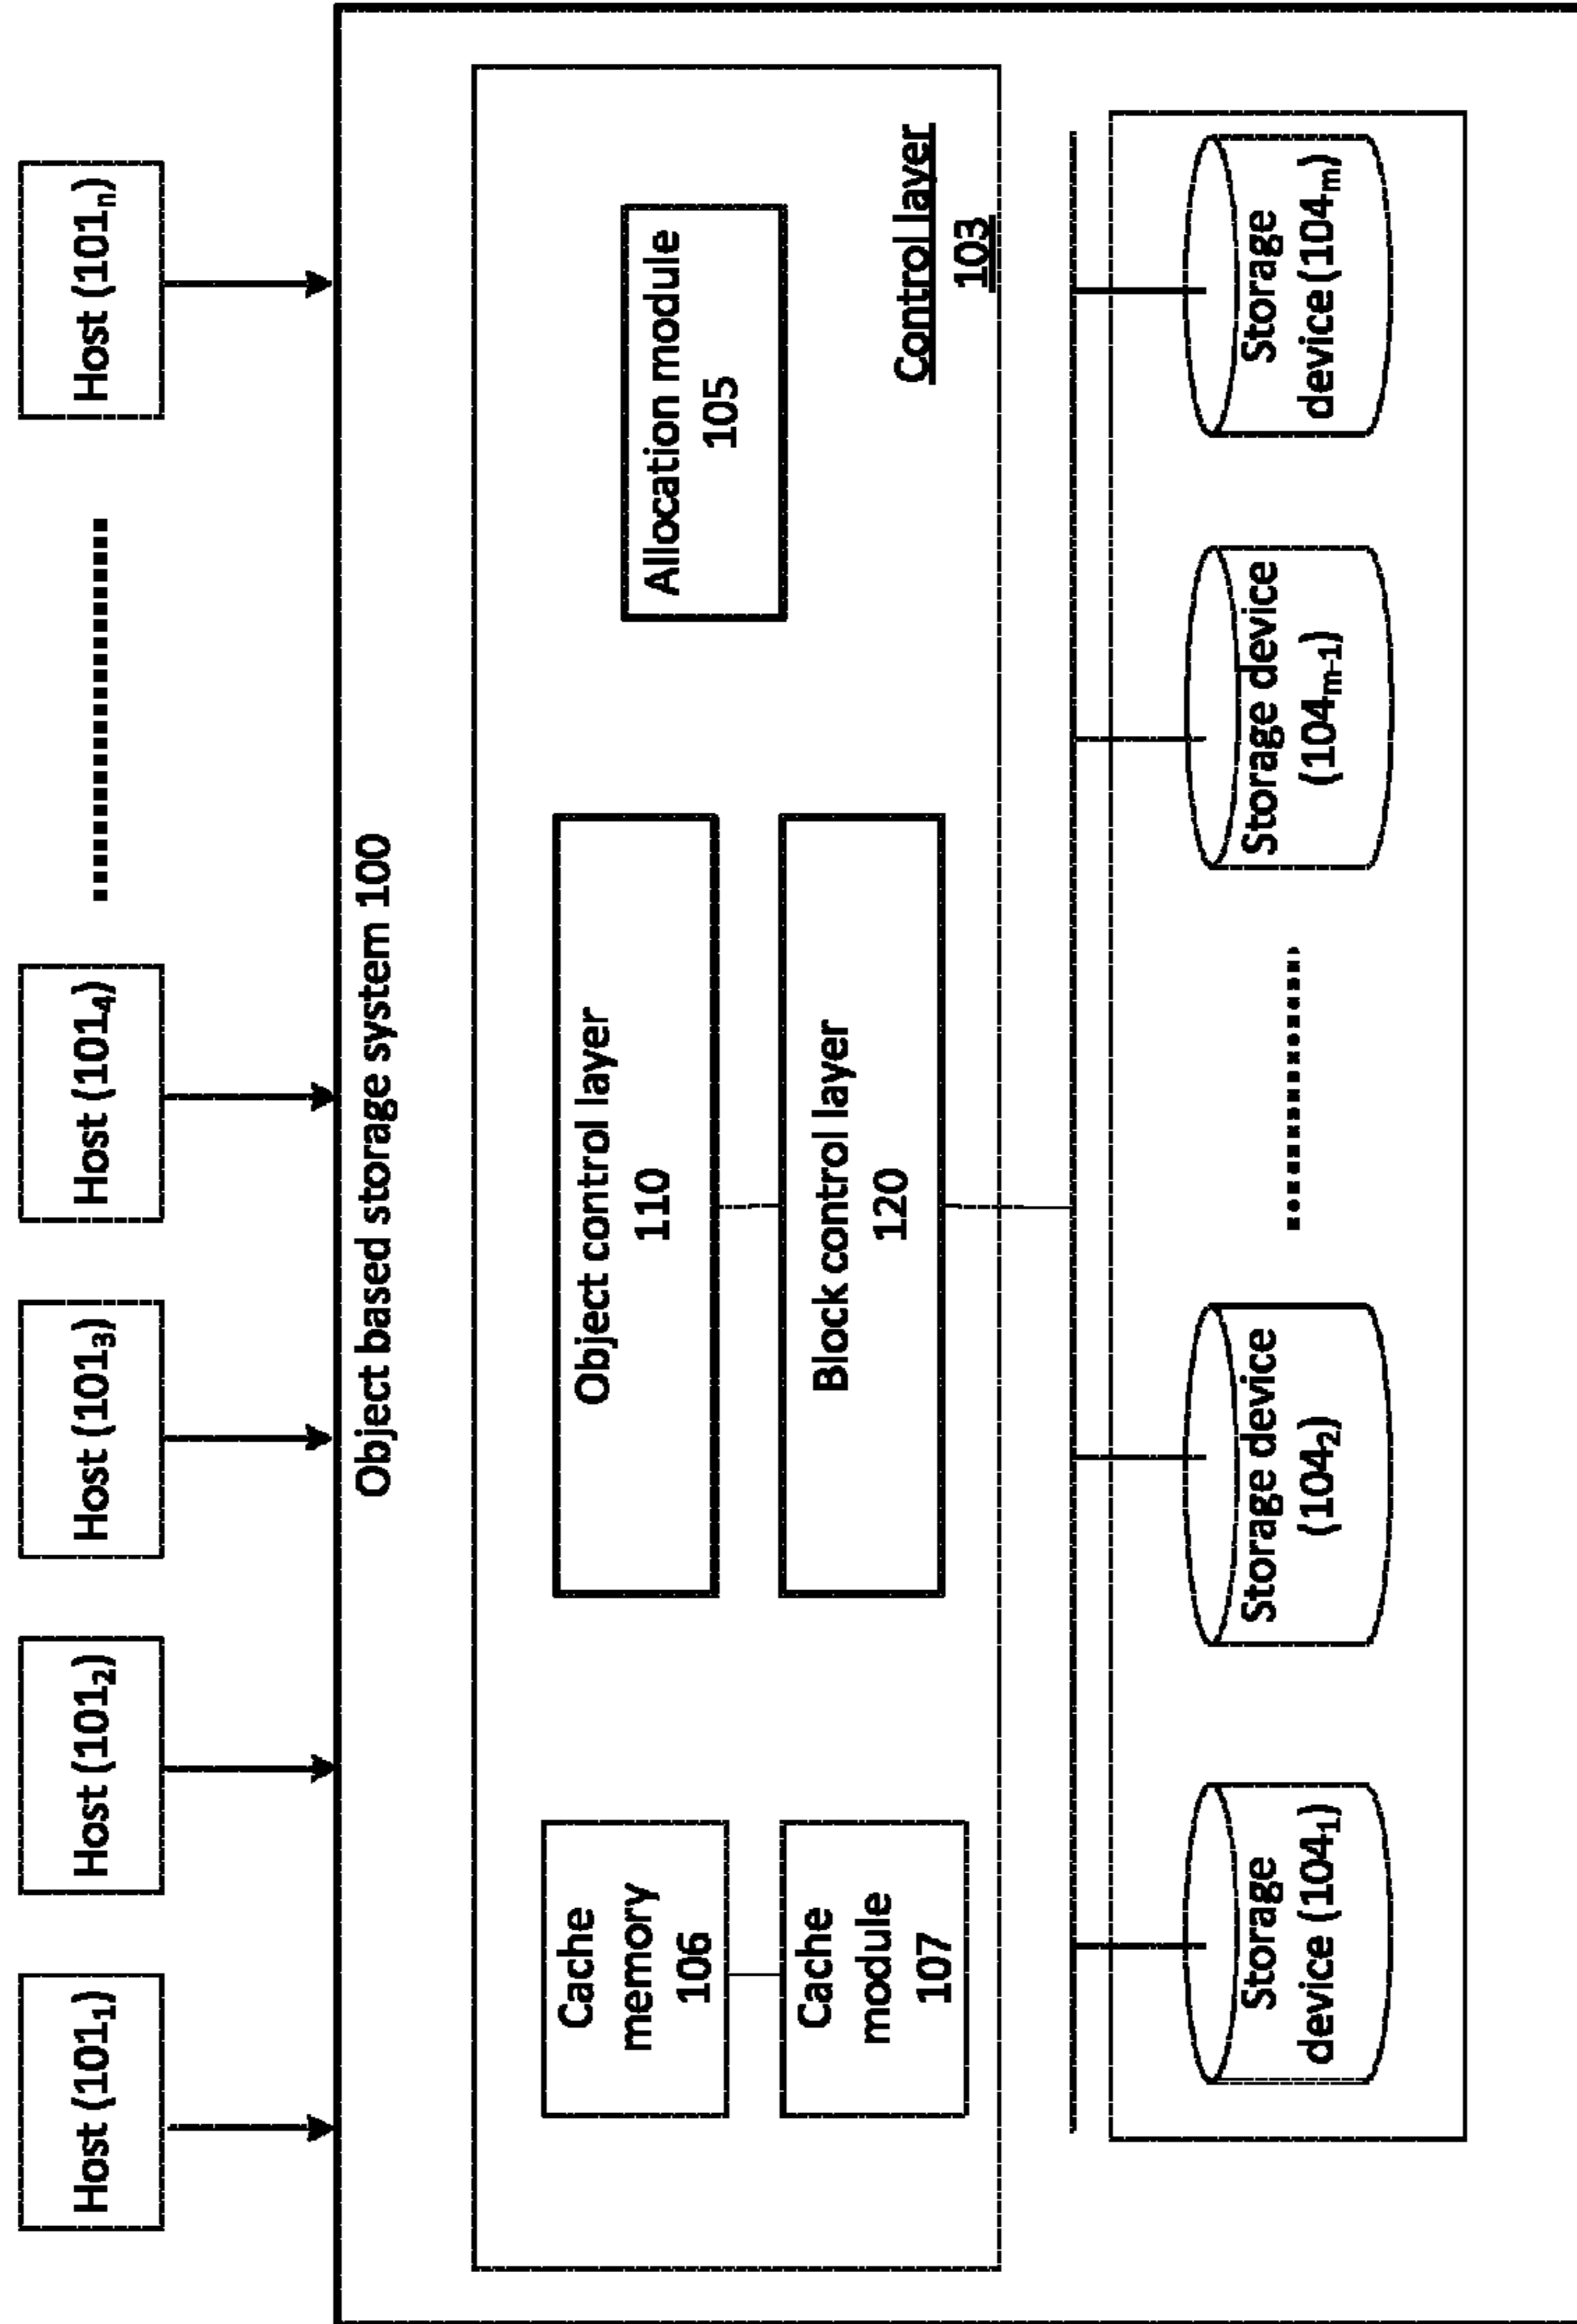 Host (101₁)
Host (101₂)
Host (101₃)
Host (101₄)
Host (101ₙ)
Object based storage system 100
Cache
memory
106
Cache
module
107
Object control layer
110
Block control layer
120
Allocation module
105
Control layer
103
Storage
device (104₁)
Storage device
(104₂)
Storage device
(104ₘ₋₁)
Storage
device (104ₘ)